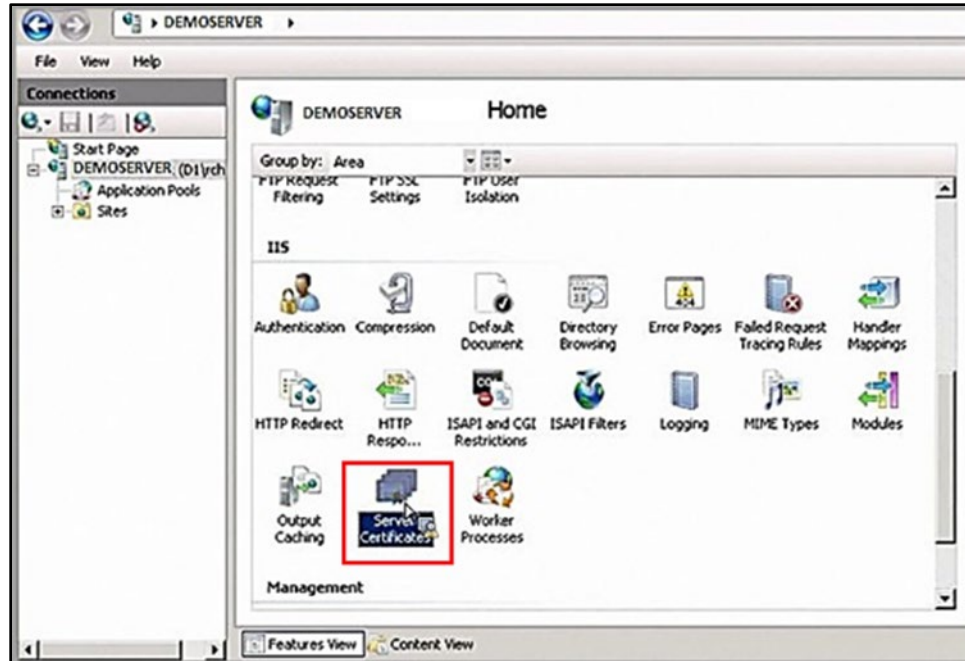 DEMOSERVER
File View Help
Connections
Start Page
DEMOSERVER (D1\rch
Application Pools
Sites
DEMOSERVER Home
Group by: Area
FTP Request Filtering
FTP SSL Settings
FTP User Isolation
IIS
Authentication
Compression
Default Document
Directory Browsing
Error Pages
Failed Request Tracing Rules
Handler Mappings
HTTP Redirect
HTTP Respo...
ISAPI and CGI Restrictions
ISAPI Filters
Logging
MIME Types
Modules
Output Caching
Server Certificates
Worker Processes
Management
Features View
Content View